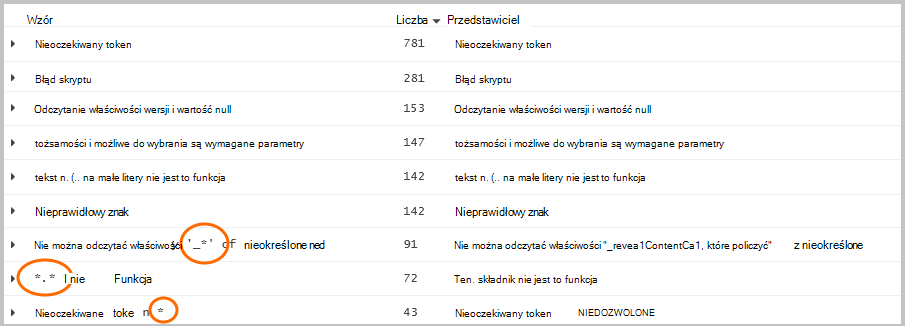 Wzór Liczba Przedstawiciel
Nieoczekiwany token 781 Nieoczekiwany token
Błąd skryptu 281 Błąd skryptu
Odczytanie właściwości wersji i wartość null 153 Odczytanie właściwości wersji i wartość null
tożsamości i możliwe do wybrania są wymagane parametry 147 tożsamości i możliwe do wybrania są wymagane parametry
tekst n. (.. na małe litery nie jest to funkcja 142 tekst n. (.. na małe litery nie jest to funkcja
Nieprawidłowy znak 142 Nieprawidłowy znak
Nie można odczytać właściwości '_*' of nieokreślone ned 91 Nie można odczytać właściwości "_revea1ContentCa1, które policzyć" z nieokreślone
*.* I nie Funkcja 72 Ten. składnik nie jest to funkcja
Nieoczekiwane toke n * 43 Nieoczekiwany token NIEDOZWOLONE